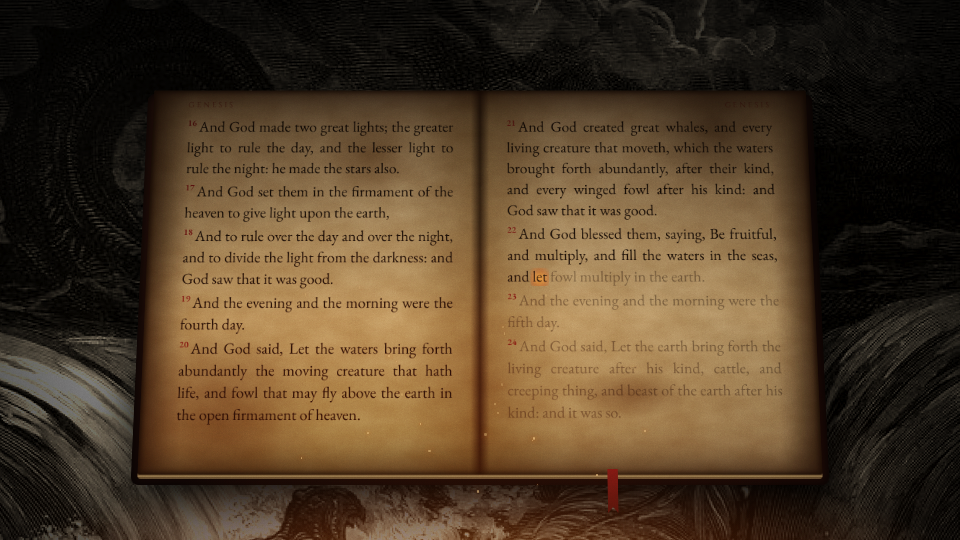 GENESIS
16 And God made two great lights; the greater
light to rule the day, and the lesser light to
rule the night: he made the stars also.
17 And God set them in the firmament of the
heaven to give light upon the earth,
18 And to rule over the day and over the night,
and to divide the light from the darkness: and
God saw that it was good.
19 And the evening and the morning were the
fourth day.
20 And God said, Let the waters bring forth
abundantly the moving creature that hath
life, and fowl that may fly above the earth in
the open firmament of heaven.
GENESIS
21 And God created great whales, and every
living creature that moveth, which the waters
brought forth abundantly, after their kind,
and every winged fowl after his kind: and
God saw that it was good.
22 And God blessed them, saying, Be fruitful,
and multiply, and fill the waters in the seas,
and let fowl multiply in the earth.
23 And the evening and the morning were the
fifth day.
24 And God said, Let the earth bring forth the
living creature after his kind, cattle, and
creeping thing, and beast of the earth after his
kind: and it was so.